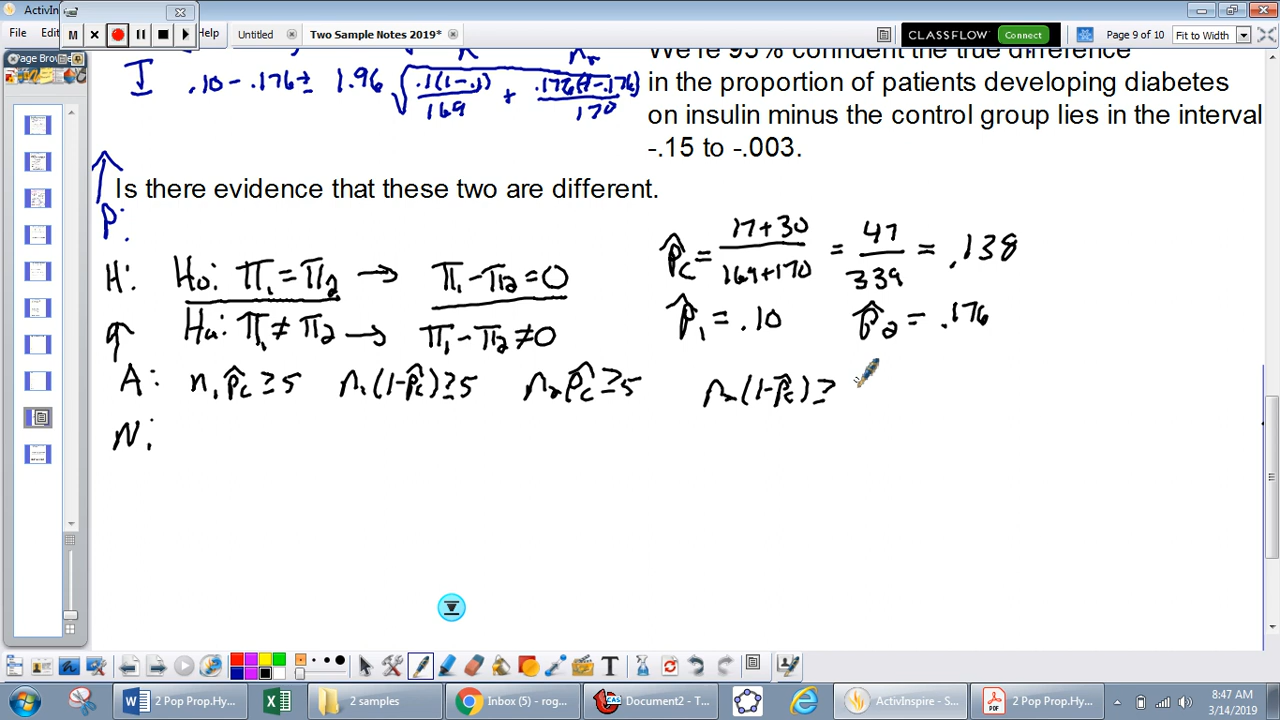 ActivIn
File Edi Help Untitled Two Sample Notes 2019* CLASSFLOW Connect Page 9 of 10 Fit to Width
Page Browse
We're 95% confident the true difference
I .10 - .176 ± 1.96 √ .1(1-.1)/169 + .176(1-.176)/170
in the proportion of patients developing diabetes
on insulin minus the control group lies in the interval
-.15 to -.003.
Is there evidence that these two are different.
P:
p̂c = 17+30/169+170 = 47/339 = .138
H: Ho: π1 = π2 → π1 - π2 = 0
p̂1 = .10 p̂2 = .176
Ha: π1 ≠ π2 → π1 - π2 ≠ 0
A: n1 p̂c ≥ 5 n1(1-p̂c) ≥ 5 n2 p̂c ≥ 5 n2(1-p̂c) ≥
N:
2 Pop Prop.Hy... 2 samples Inbox (5) - rog... Document2 - T... ActivInspire - S... 2 Pop Prop.Hy... 8:47 AM
3/14/2019